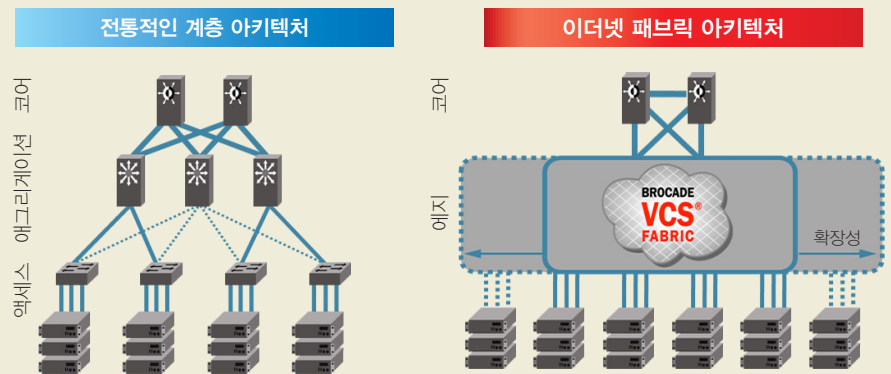 전통적인 계층 아키텍처
코어
애그리게이션
액세스
이더넷 패브릭 아키텍처
코어
에지
BROCADE
VCS®
FABRIC
확장성